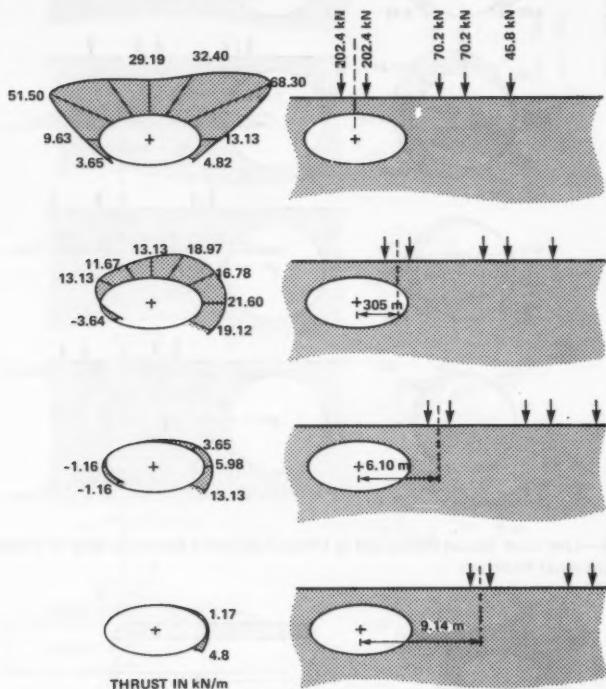 202.4 kN
202.4 kN
70.2 kN
70.2 kN
45.8 kN
29.19
32.40
51.50
68.30
9.63
13.13
3.65
4.82
13.13
18.97
11.67
13.13
16.78
21.60
-3.64
19.12
305 m
3.65
-1.16
5.98
-1.16
13.13
6.10 m
1.17
4.8
9.14 m
THRUST IN kN/m